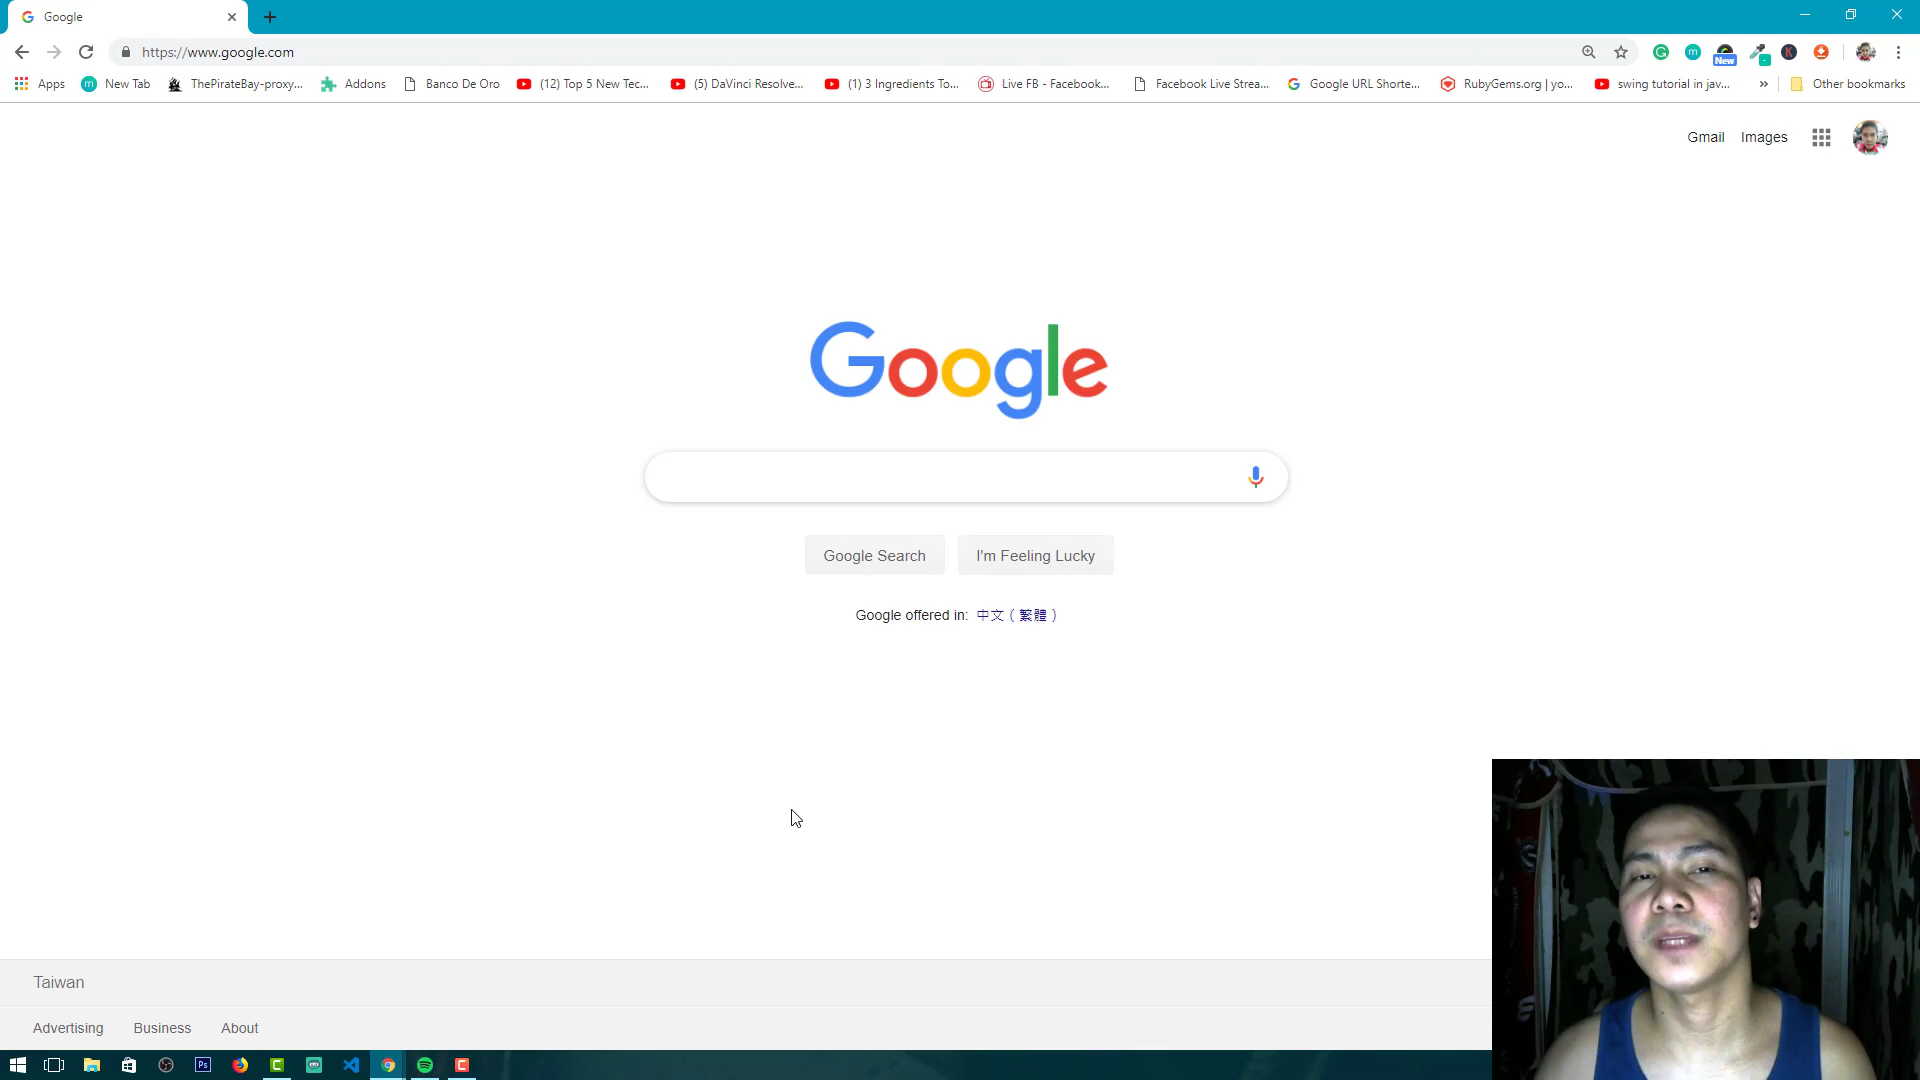 Google
https://www.google.com
New
Apps
New Tab
ThePirateBay-proxy...
Addons
Banco De Oro
(12) Top 5 New Tec...
(5) DaVinci Resolve...
(1) 3 Ingredients To...
Live FB - Facebook...
Facebook Live Strea...
Google URL Shorte...
RubyGems.org | yo...
swing tutorial in jav...
Other bookmarks
Gmail Images
Google
Google Search
I'm Feeling Lucky
Google offered in: 中文 ( 繁體 )
Taiwan
Advertising Business About
Ps